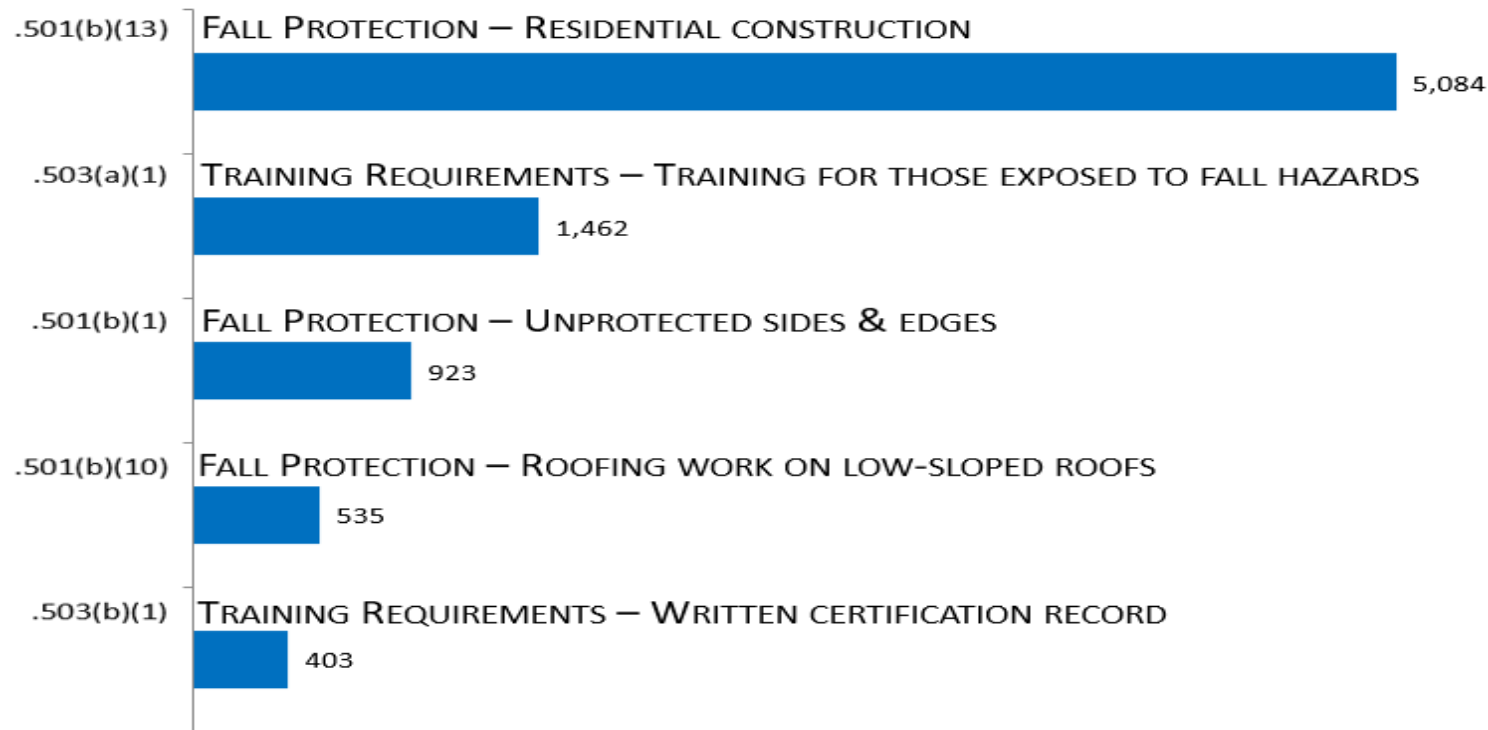 .501(b)(13) FALL PROTECTION – RESIDENTIAL CONSTRUCTION
5,084
.503(a)(1) TRAINING REQUIREMENTS – TRAINING FOR THOSE EXPOSED TO FALL HAZARDS
1,462
.501(b)(1) FALL PROTECTION – UNPROTECTED SIDES & EDGES
923
.501(b)(10) FALL PROTECTION – ROOFING WORK ON LOW-SLOPED ROOFS
535
.503(b)(1) TRAINING REQUIREMENTS – WRITTEN CERTIFICATION RECORD
403